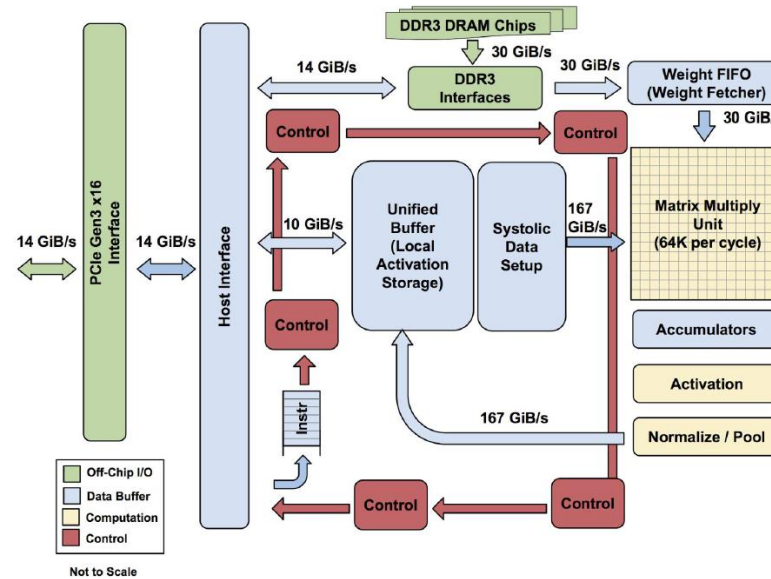 DDR3 DRAM Chips
30 GiB/s
14 GiB/s
DDR3
Interfaces
30 GiB/s
Weight FIFO
(Weight Fetcher)
30 GiB/
Control
Control
PCIe Gen3 x16
Interface
14 GiB/s
14 GiB/s
Host Interface
10 GiB/s
Unified
Buffer
(Local
Activation
Storage)
Systolic
Data
Setup
167
GiB/s
Matrix Multiply
Unit
(64K per cycle)
Control
Accumulators
Activation
Instr
167 GiB/s
Normalize / Pool
Off-Chip I/O
Data Buffer
Computation
Control
Control
Control
Not to Scale